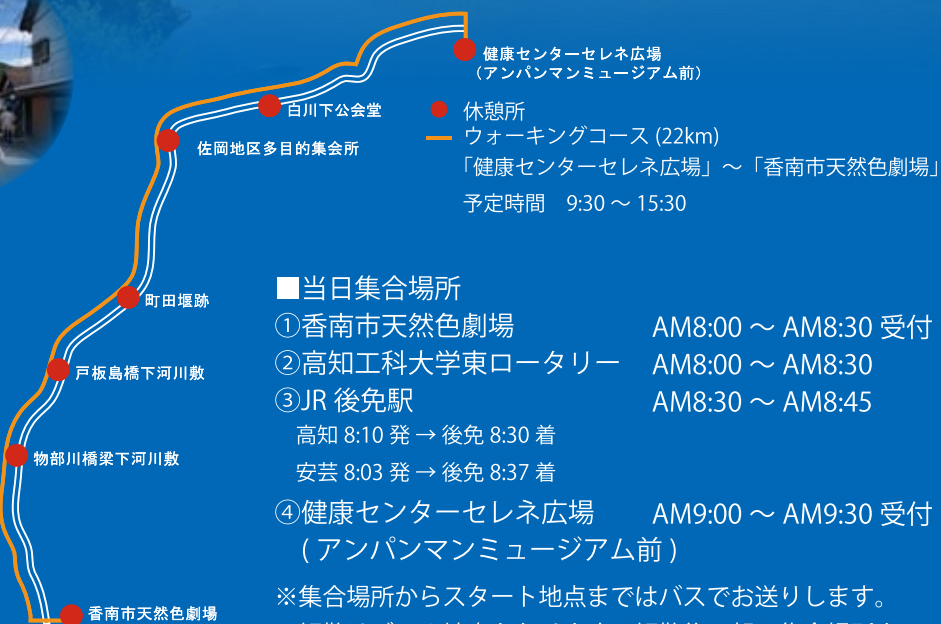 健康センターセレネ広場
（アンパンマンミュージアム前）
白川下公会堂
佐岡地区多目的集会所
休憩所
ウォーキングコース (22km)
「健康センターセレネ広場」～「香南市天然色劇場」
予定時間　9:30 ～ 15:30
町田堰跡
戸板島橋下河川敷
物部川橋梁下河川敷
香南市天然色劇場
■当日集合場所
①香南市天然色劇場　AM8:00 ～ AM8:30 受付
②高知工科大学東ロータリー　AM8:00 ～ AM8:30
③JR 後免駅　AM8:30 ～ AM8:45
高知 8:10 発 → 後免 8:30 着
安芸 8:03 発 → 後免 8:37 着
④健康センターセレネ広場　AM9:00 ～ AM9:30 受付
( アンパンマンミュージアム前 )
※集合場所からスタート地点まではバスでお送りします。